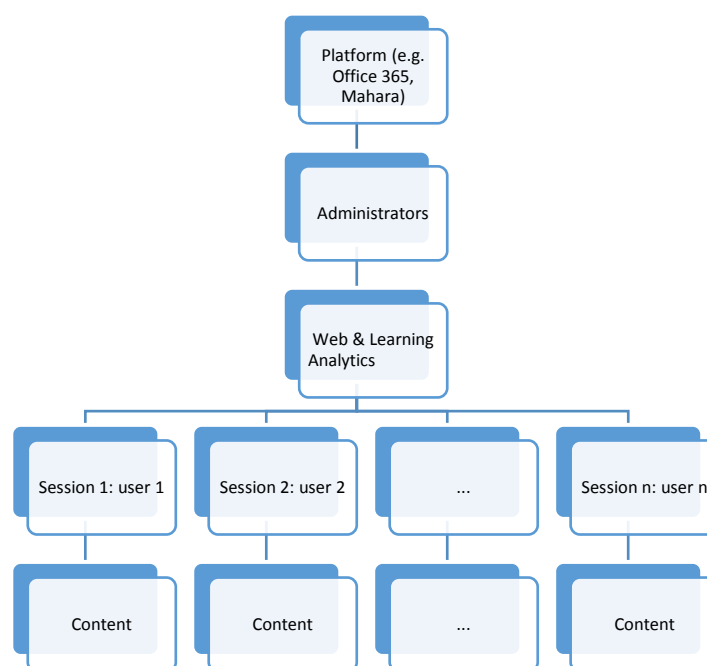 Platform (e.g.
Office 365,
Mahara)
Administrators
Web & Learning
Analytics
Session 1: user 1
Session 2: user 2
...
Session n: user n
Content
Content
...
Content